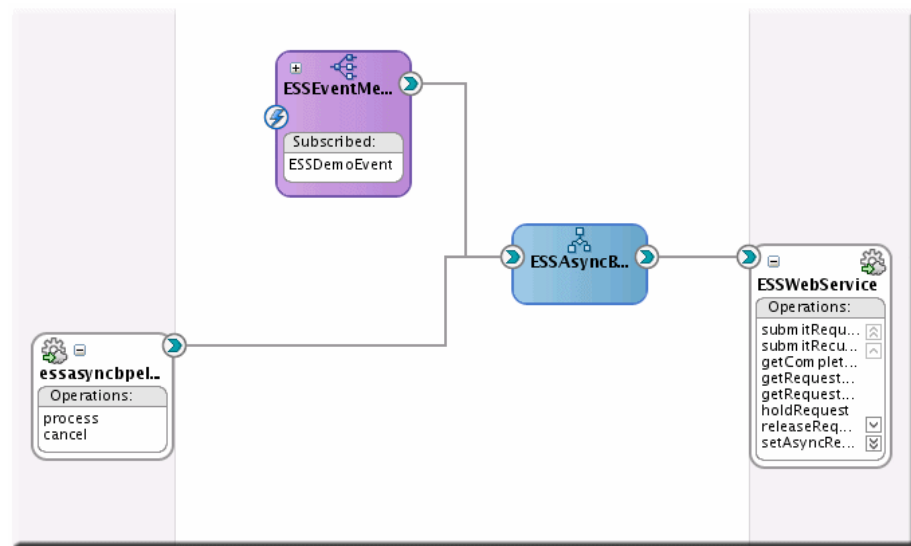 ESSEventMe...
Subscribed:
ESSDemoEvent
ESSAsyncB...
ESSWebService
Operations:
submitRequ...
submitRecu...
getComplet...
getRequest...
getRequest...
holdRequest
releaseReq...
setAsyncRe...
essasyncbpel...
Operations:
process
cancel